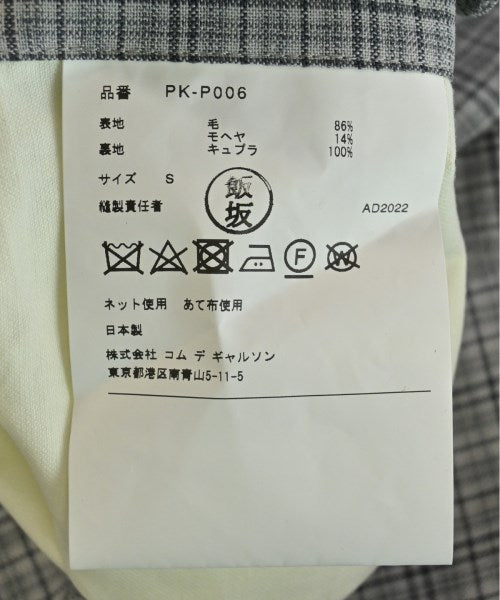 品番 PK-P006
表地 毛 86%
モヘヤ 14%
裏地 キュプラ 100%
サイズ S
飯坂
縫製責任者 AD2022
F W
ネット使用 あて布使用
日本製
株式会社 コム デ ギャルソン
東京都港区南青山5-11-5